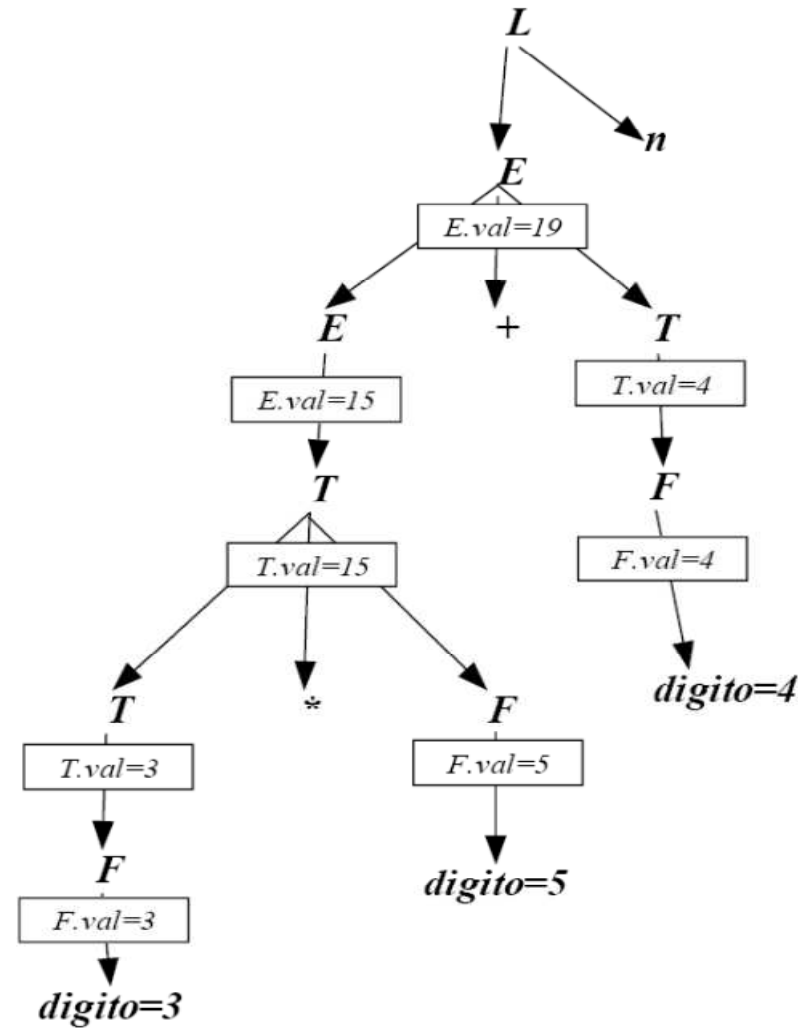 L
n
E
E.val=19
E
+
T
E.val=15
T.val=4
T
F
T.val=15
F.val=4
T
*
F
digito=4
T.val=3
F.val=5
F
digito=5
F.val=3
digito=3